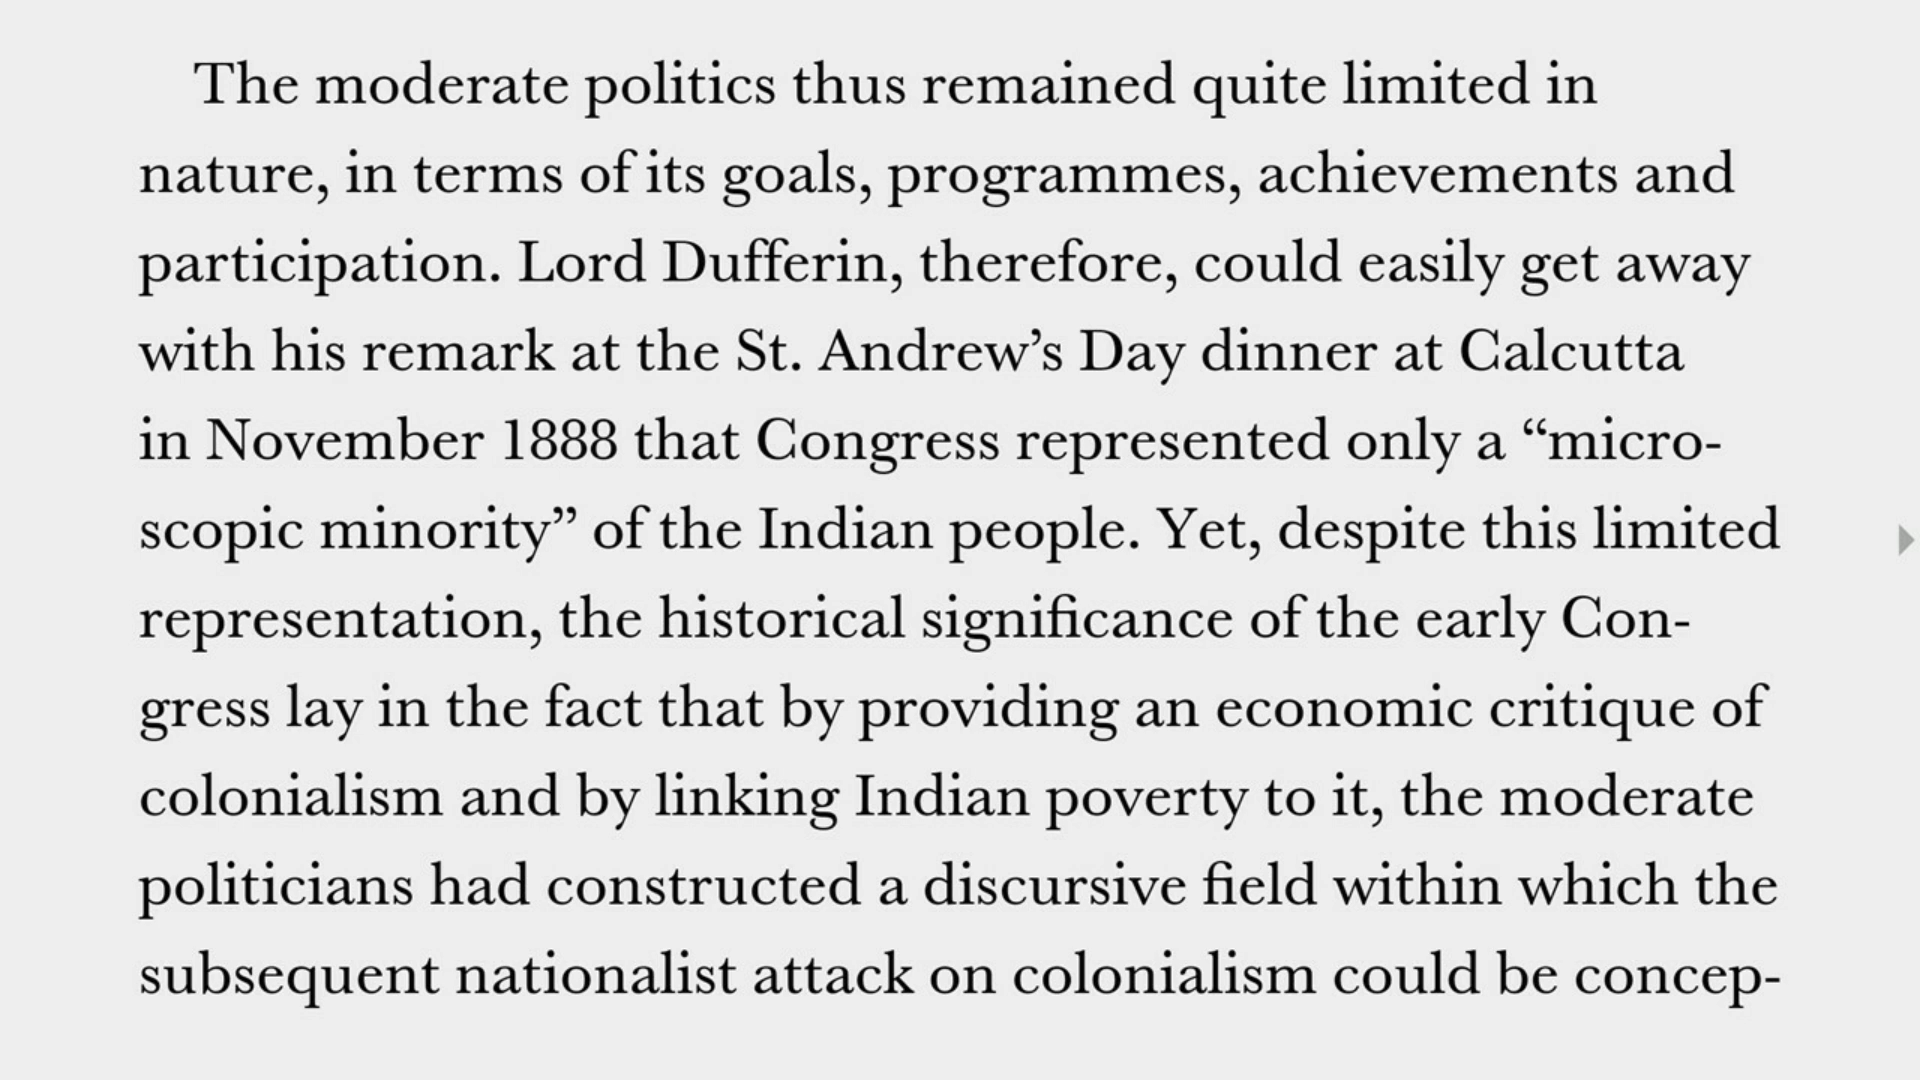 The moderate politics thus remained quite limited in
nature, in terms of its goals, programmes, achievements and
participation. Lord Dufferin, therefore, could easily get away
with his remark at the St. Andrew’s Day dinner at Calcutta
in November 1888 that Congress represented only a “micro-
scopic minority” of the Indian people. Yet, despite this limited
representation, the historical significance of the early Con-
gress lay in the fact that by providing an economic critique of
colonialism and by linking Indian poverty to it, the moderate
politicians had constructed a discursive field within which the
subsequent nationalist attack on colonialism could be concep-